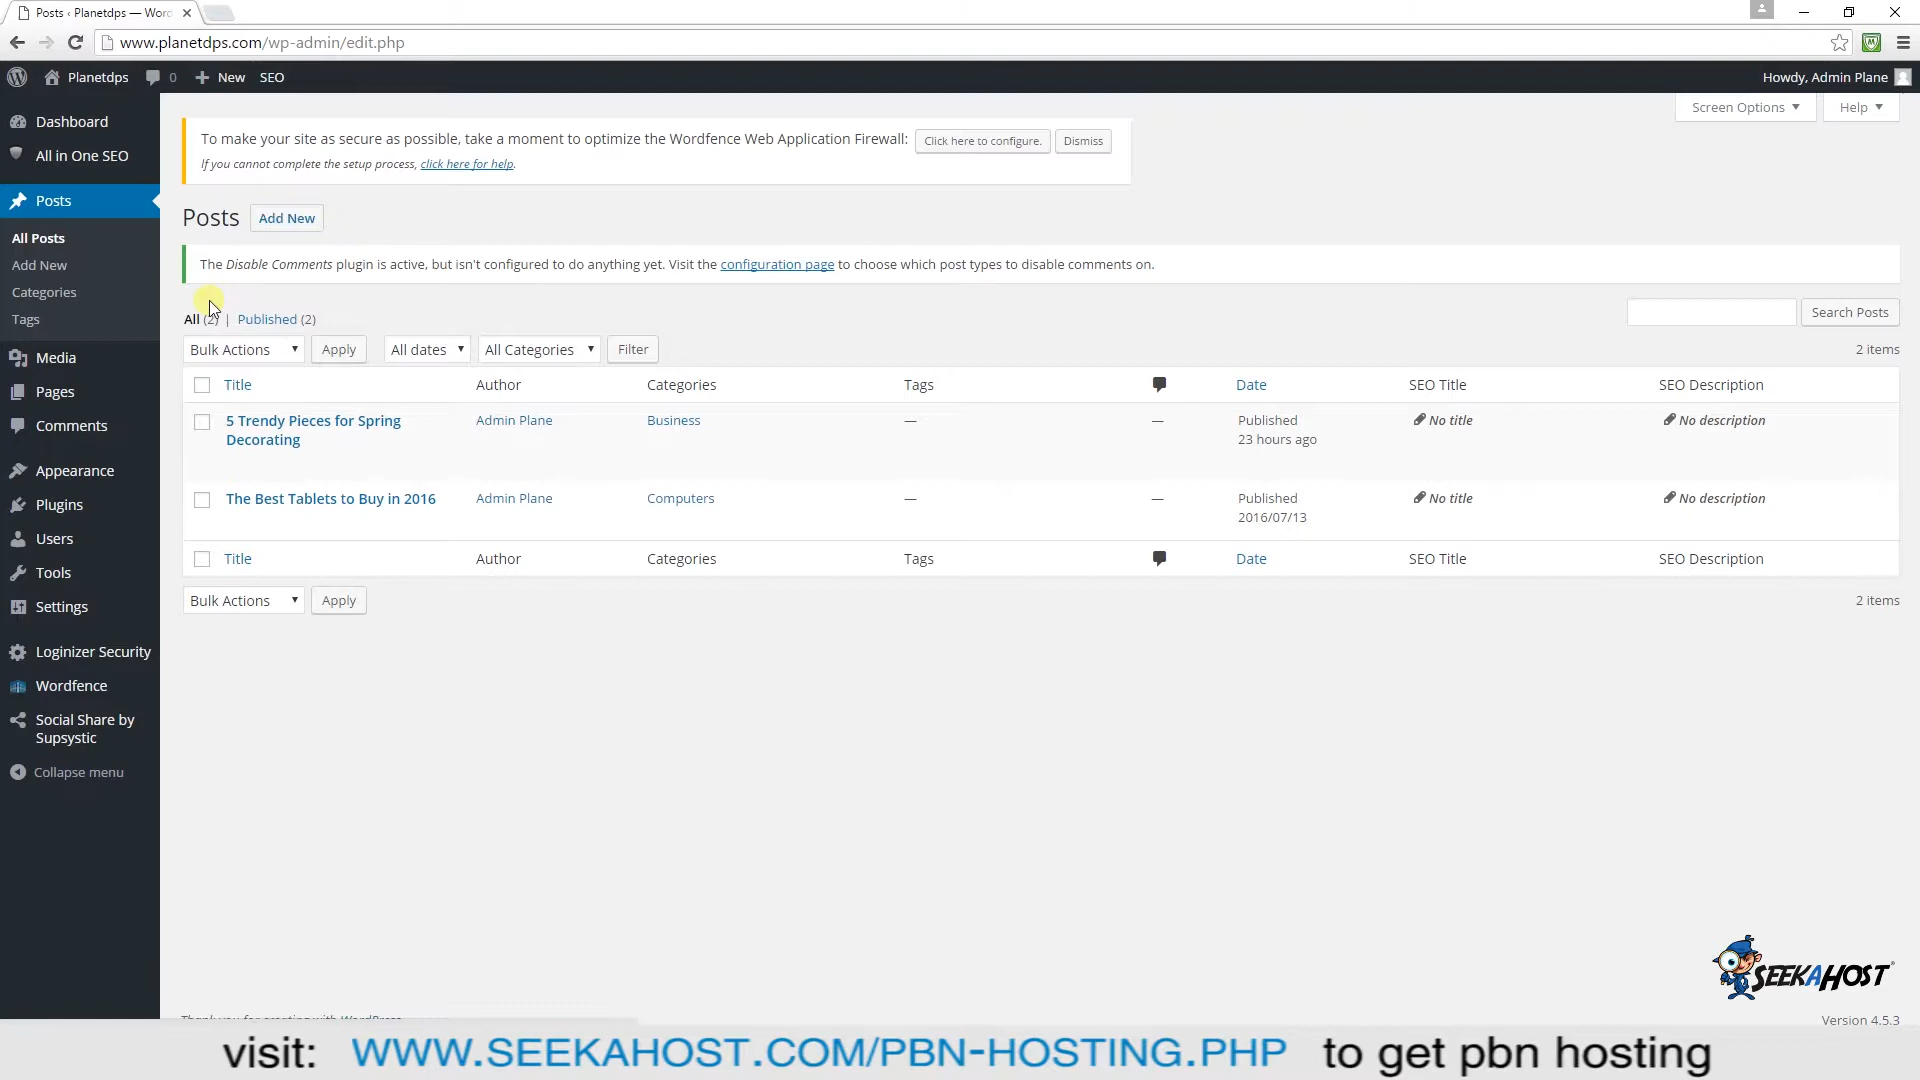 Posts ‹ Planetdps — Wor
www.planetdps.com/wp-admin/edit.php
Planetdps 0 New SEO Howdy, Admin Plane
Screen Options Help
Dashboard
All in One SEO
Posts
All Posts
Add New
Categories
Tags
Media
Pages
Comments
Appearance
Plugins
Users
Tools
Settings
Loginizer Security
Wordfence
Social Share by
Supsystic
Collapse menu
To make your site as secure as possible, take a moment to optimize the Wordfence Web Application Firewall: Click here to configure. Dismiss
If you cannot complete the setup process, click here for help.
Posts Add New
The Disable Comments plugin is active, but isn't configured to do anything yet. Visit the configuration page to choose which post types to disable comments on.
All (2) | Published (2) Search Posts
Bulk Actions Apply All dates All Categories Filter 2 items
Title Author Categories Tags Date SEO Title SEO Description
5 Trendy Pieces for Spring Admin Plane Business — — Published No title No description
Decorating 23 hours ago
The Best Tablets to Buy in 2016 Admin Plane Computers — — Published No title No description
2016/07/13
Title Author Categories Tags Date SEO Title SEO Description
Bulk Actions Apply 2 items
SEEKAHOST
Version 4.5.3
visit: WWW.SEEKAHOST.COM/PBN-HOSTING.PHP to get pbn hosting